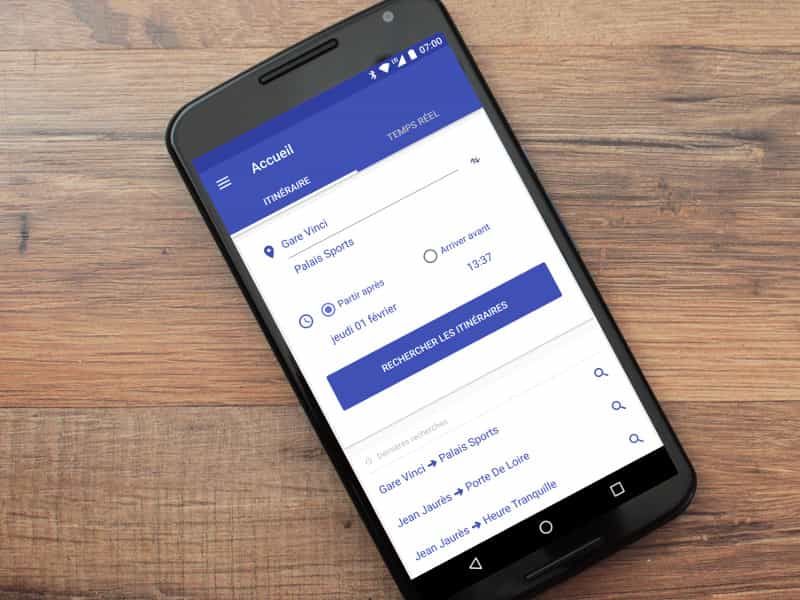 07:00
Accueil
ITINÉRAIRE
TEMPS RÉEL
Gare Vinci
Palais Sports
Partir après
Arriver avant
jeudi 01 février
13:37
RECHERCHER LES ITINÉRAIRES
Dernières recherches
Gare Vinci ➔ Palais Sports
Jean Jaurès ➔ Porte De Loire
Jean Jaurès ➔ Heure Tranquille